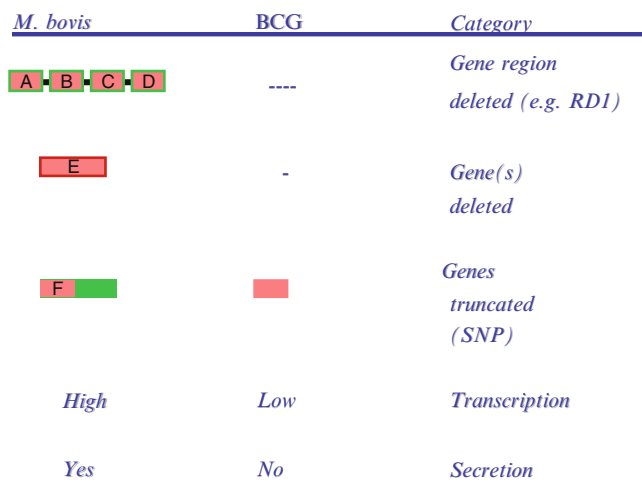 M. bovis BCG Category
Gene region
A B C D ---- deleted (e.g. RD1)
E - Gene(s)
deleted
Genes
F truncated
(SNP)
High Low Transcription
Yes No Secretion